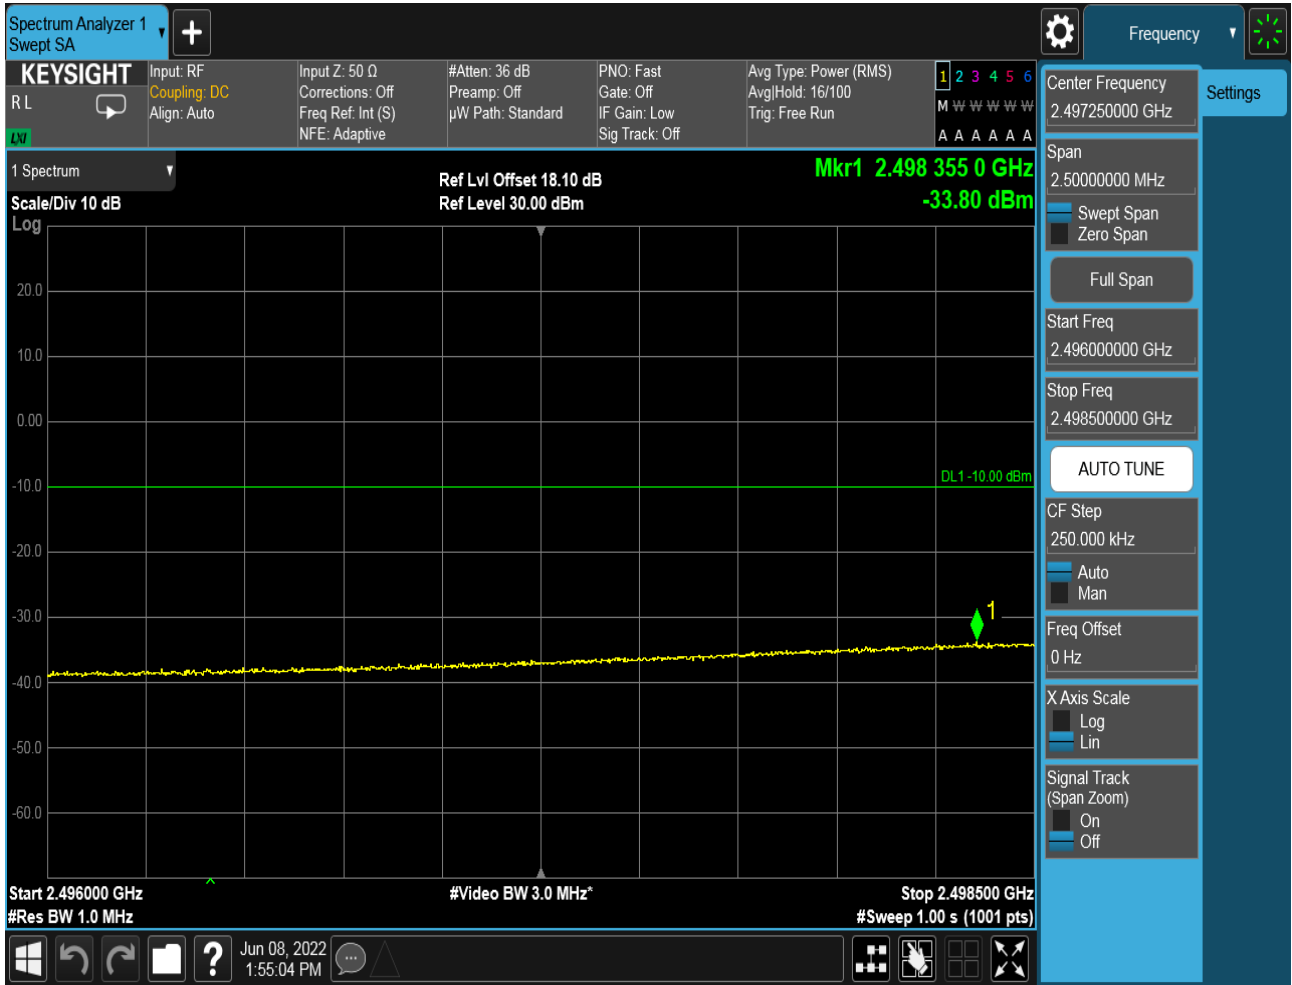 Spectrum Analyzer 1
Swept SA
Frequency
KEYSIGHT
R L
LXI
Input: RF
Coupling: DC
Align: Auto
Input Z: 50 Ω
Corrections: Off
Freq Ref: Int (S)
NFE: Adaptive
#Atten: 36 dB
Preamp: Off
µW Path: Standard
PNO: Fast
Gate: Off
IF Gain: Low
Sig Track: Off
Avg Type: Power (RMS)
Avg|Hold: 16/100
Trig: Free Run
1 2 3 4 5 6
M W W W W W
A A A A A A
1 Spectrum
Scale/Div 10 dB
Log
Ref Lvl Offset 18.10 dB
Ref Level 30.00 dBm
Mkr1 2.498 355 0 GHz
-33.80 dBm
20.0
10.0
0.00
-10.0
DL1 -10.00 dBm
-20.0
-30.0
1
-40.0
-50.0
-60.0
Start 2.496000 GHz
#Res BW 1.0 MHz
#Video BW 3.0 MHz*
Stop 2.498500 GHz
#Sweep 1.00 s (1001 pts)
?
Jun 08, 2022
1:55:04 PM
Center Frequency
2.497250000 GHz
Settings
Span
2.50000000 MHz
Swept Span
Zero Span
Full Span
Start Freq
2.496000000 GHz
Stop Freq
2.498500000 GHz
AUTO TUNE
CF Step
250.000 kHz
Auto
Man
Freq Offset
0 Hz
X Axis Scale
Log
Lin
Signal Track
(Span Zoom)
On
Off